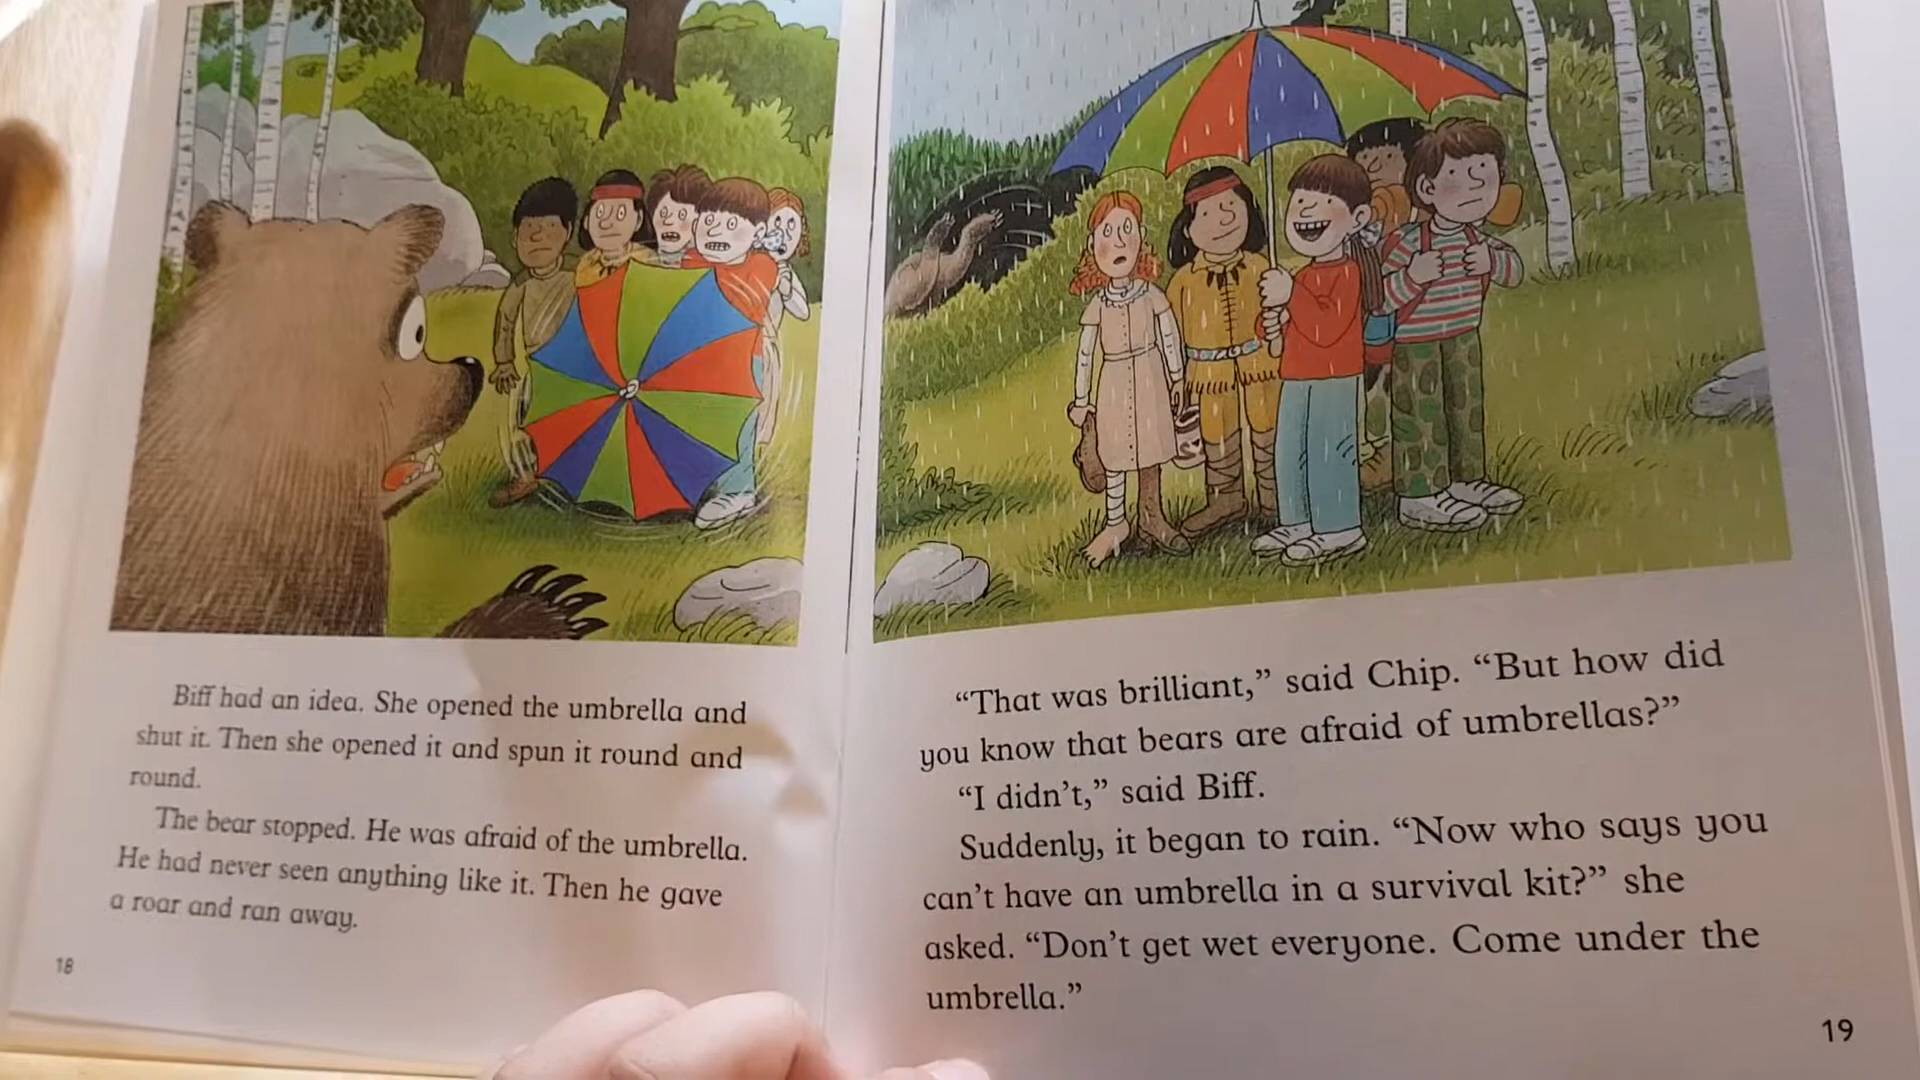 Biff had an idea. She opened the umbrella and
shut it. Then she opened it and spun it round and
round.
The bear stopped. He was afraid of the umbrella.
He had never seen anything like it. Then he gave
a roar and ran away.
18
“That was brilliant,” said Chip. “But how did
you know that bears are afraid of umbrellas?”
“I didn’t,” said Biff.
Suddenly, it began to rain. “Now who says you
can’t have an umbrella in a survival kit?” she
asked. “Don’t get wet everyone. Come under the
umbrella.”
19